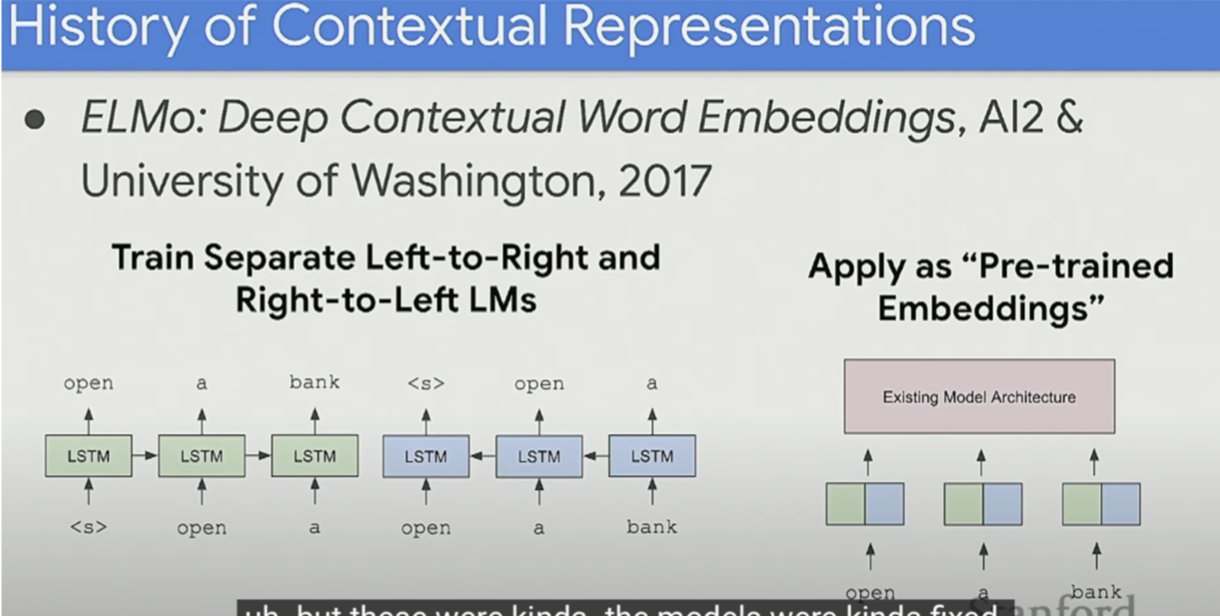 History of Contextual Representations
● ELMo: Deep Contextual Word Embeddings, AI2 &
University of Washington, 2017
Train Separate Left-to-Right and
Right-to-Left LMs
open a bank <s> open a
LSTM LSTM LSTM LSTM LSTM LSTM
<s> open a open a bank
Apply as “Pre-trained
Embeddings”
Existing Model Architecture
open a bank
Stanford
uh, but these were kinda, the models were kinda fixed